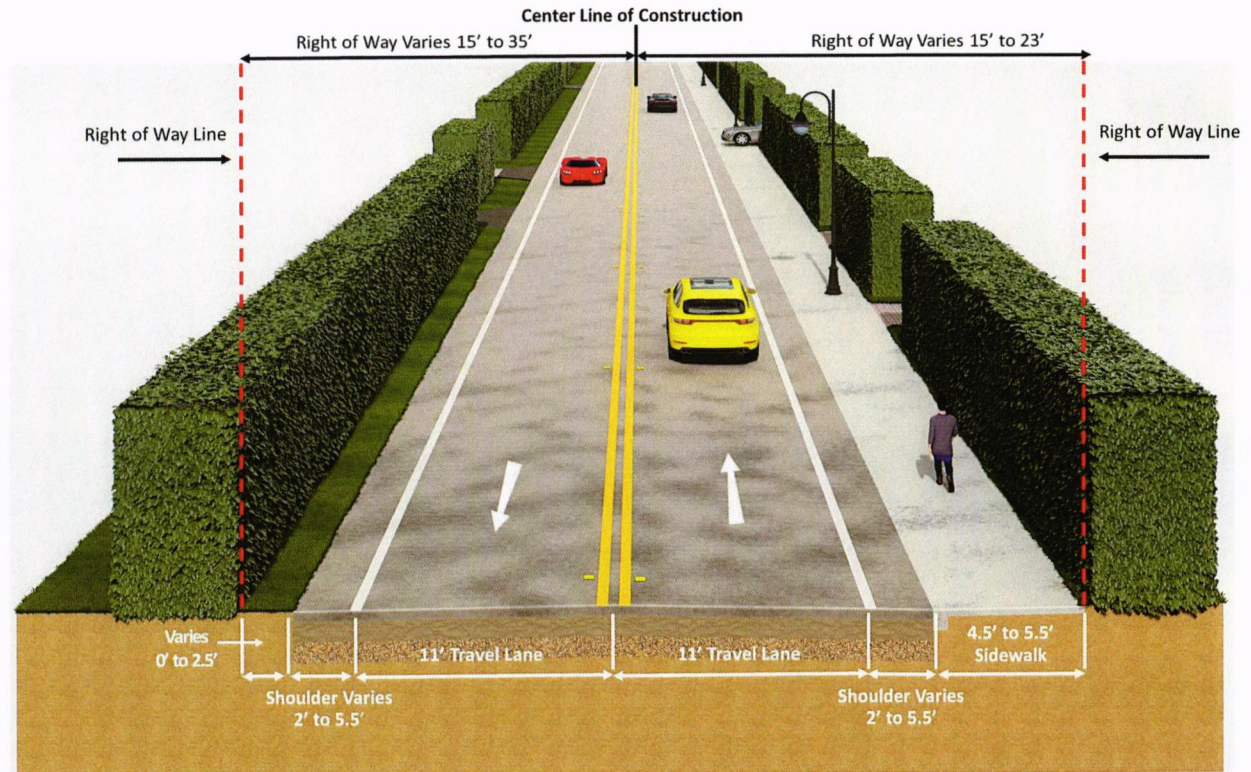 Center Line of Construction
Right of Way Varies 15' to 35'
Right of Way Varies 15' to 23'
Right of Way Line
Right of Way Line
Varies
0' to 2.5'
11' Travel Lane
11' Travel Lane
4.5' to 5.5'
Sidewalk
Shoulder Varies
2' to 5.5'
Shoulder Varies
2' to 5.5'